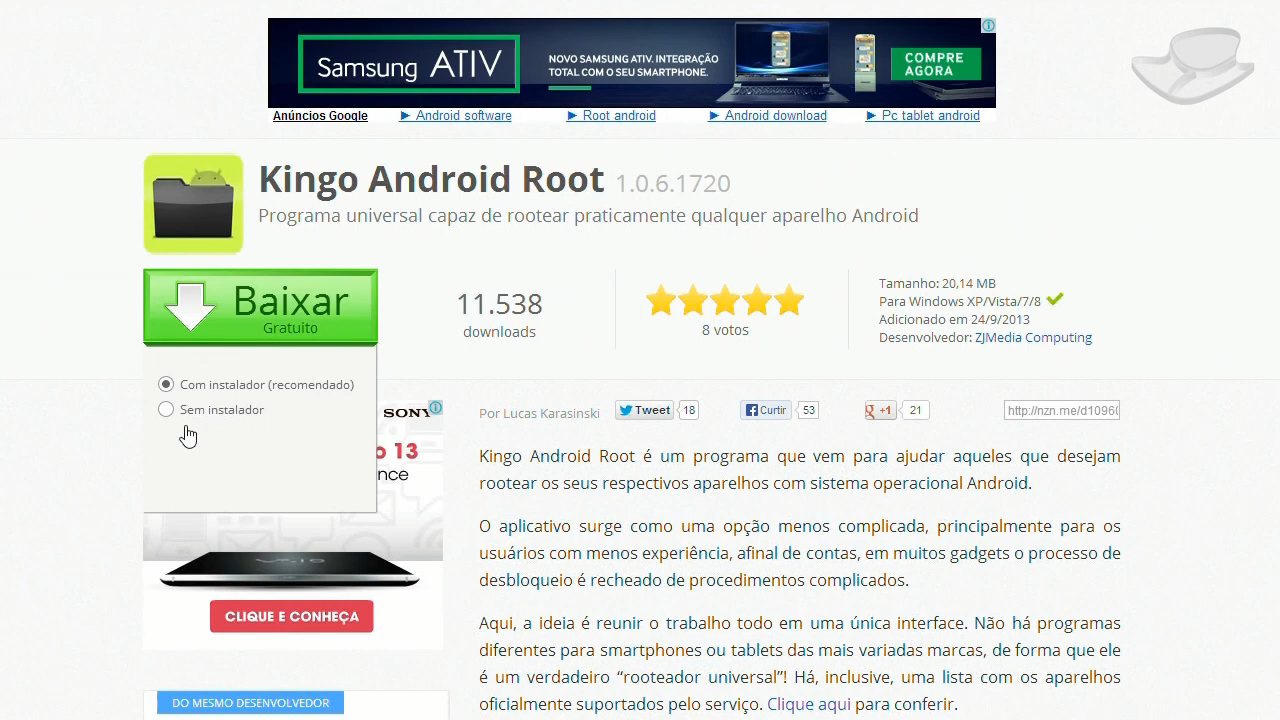 Samsung ATIV
NOVO SAMSUNG ATIV. INTEGRAÇÃO
TOTAL COM O SEU SMARTPHONE.
COMPRE
AGORA
Anúncios Google
► Android software
► Root android
► Android download
► Pc tablet android
Kingo Android Root 1.0.6.1720
Programa universal capaz de rootear praticamente qualquer aparelho Android
Baixar
Gratuito
11.538
downloads
8 votos
Tamanho: 20,14 MB
Para Windows XP/Vista/7/8
Adicionado em 24/9/2013
Desenvolvedor: ZJMedia Computing
Com instalador (recomendado)
Sem instalador
SONY
o 13
nce
VAIO
CLIQUE E CONHEÇA
DO MESMO DESENVOLVEDOR
Por Lucas Karasinski
Tweet 18
Curtir 53
+1 21
http://nzn.me/d1096
Kingo Android Root é um programa que vem para ajudar aqueles que desejam
rootear os seus respectivos aparelhos com sistema operacional Android.
O aplicativo surge como uma opção menos complicada, principalmente para os
usuários com menos experiência, afinal de contas, em muitos gadgets o processo de
desbloqueio é recheado de procedimentos complicados.
Aqui, a ideia é reunir o trabalho todo em uma única interface. Não há programas
diferentes para smartphones ou tablets das mais variadas marcas, de forma que ele
é um verdadeiro “rooteador universal”! Há, inclusive, uma lista com os aparelhos
oficialmente suportados pelo serviço. Clique aqui para conferir.